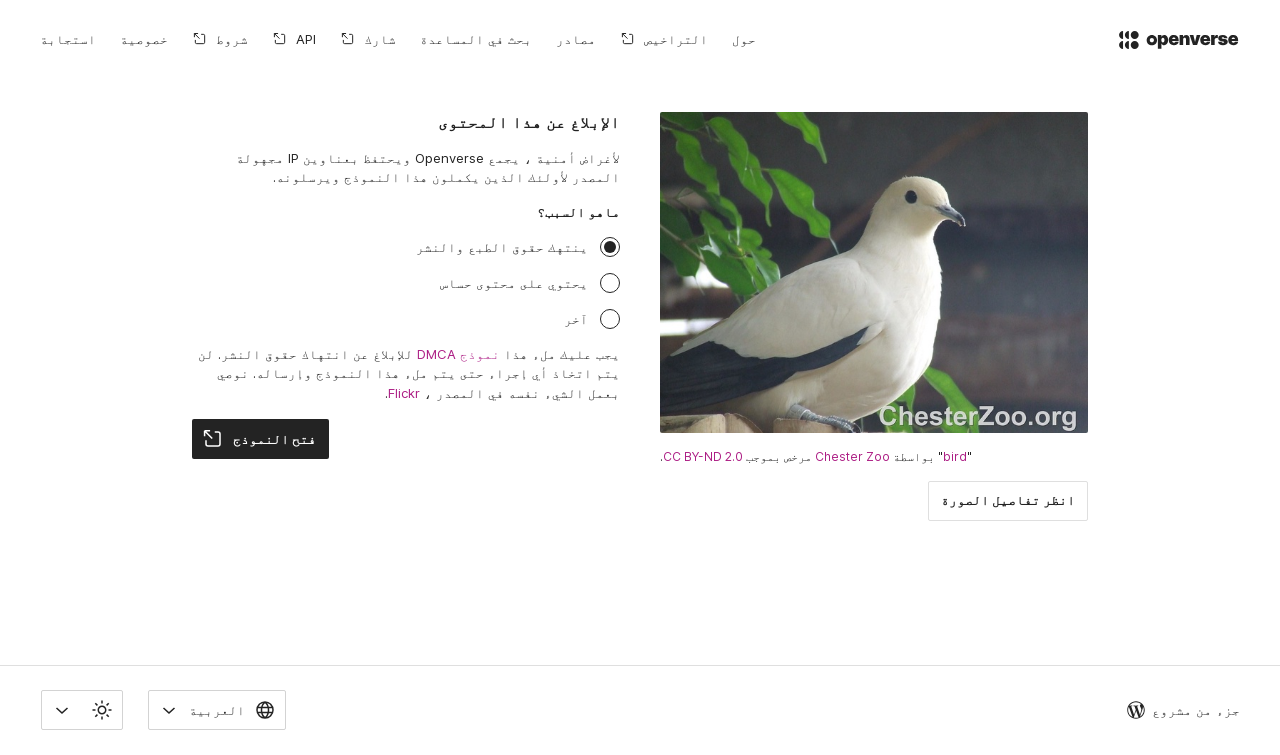 openverse
حول
التراخيص
مصادر
بحث في المساعدة
شارك
API
شروط
خصوصية
استجابة
ChesterZoo.org
"bird" بواسطة Chester Zoo مرخص بموجب CC BY-ND 2.0.
انظر تفاصيل الصورة
الإبلاغ عن هذا المحتوى
لأغراض أمنية ، يجمع Openverse ويحتفظ بعناوين IP مجهولة
المصدر لأولئك الذين يكملون هذا النموذج ويرسلونه.
ماهو السبب؟
ينتهك حقوق الطبع والنشر
يحتوي على محتوى حساس
آخر
يجب عليك ملء هذا نموذج DMCA للإبلاغ عن انتهاك حقوق النشر. لن
يتم اتخاذ أي إجراء حتى يتم ملء هذا النموذج وإرساله. نوصي
بعمل الشيء نفسه في المصدر ، Flickr.
فتح النموذج
جزء من مشروع
العربية